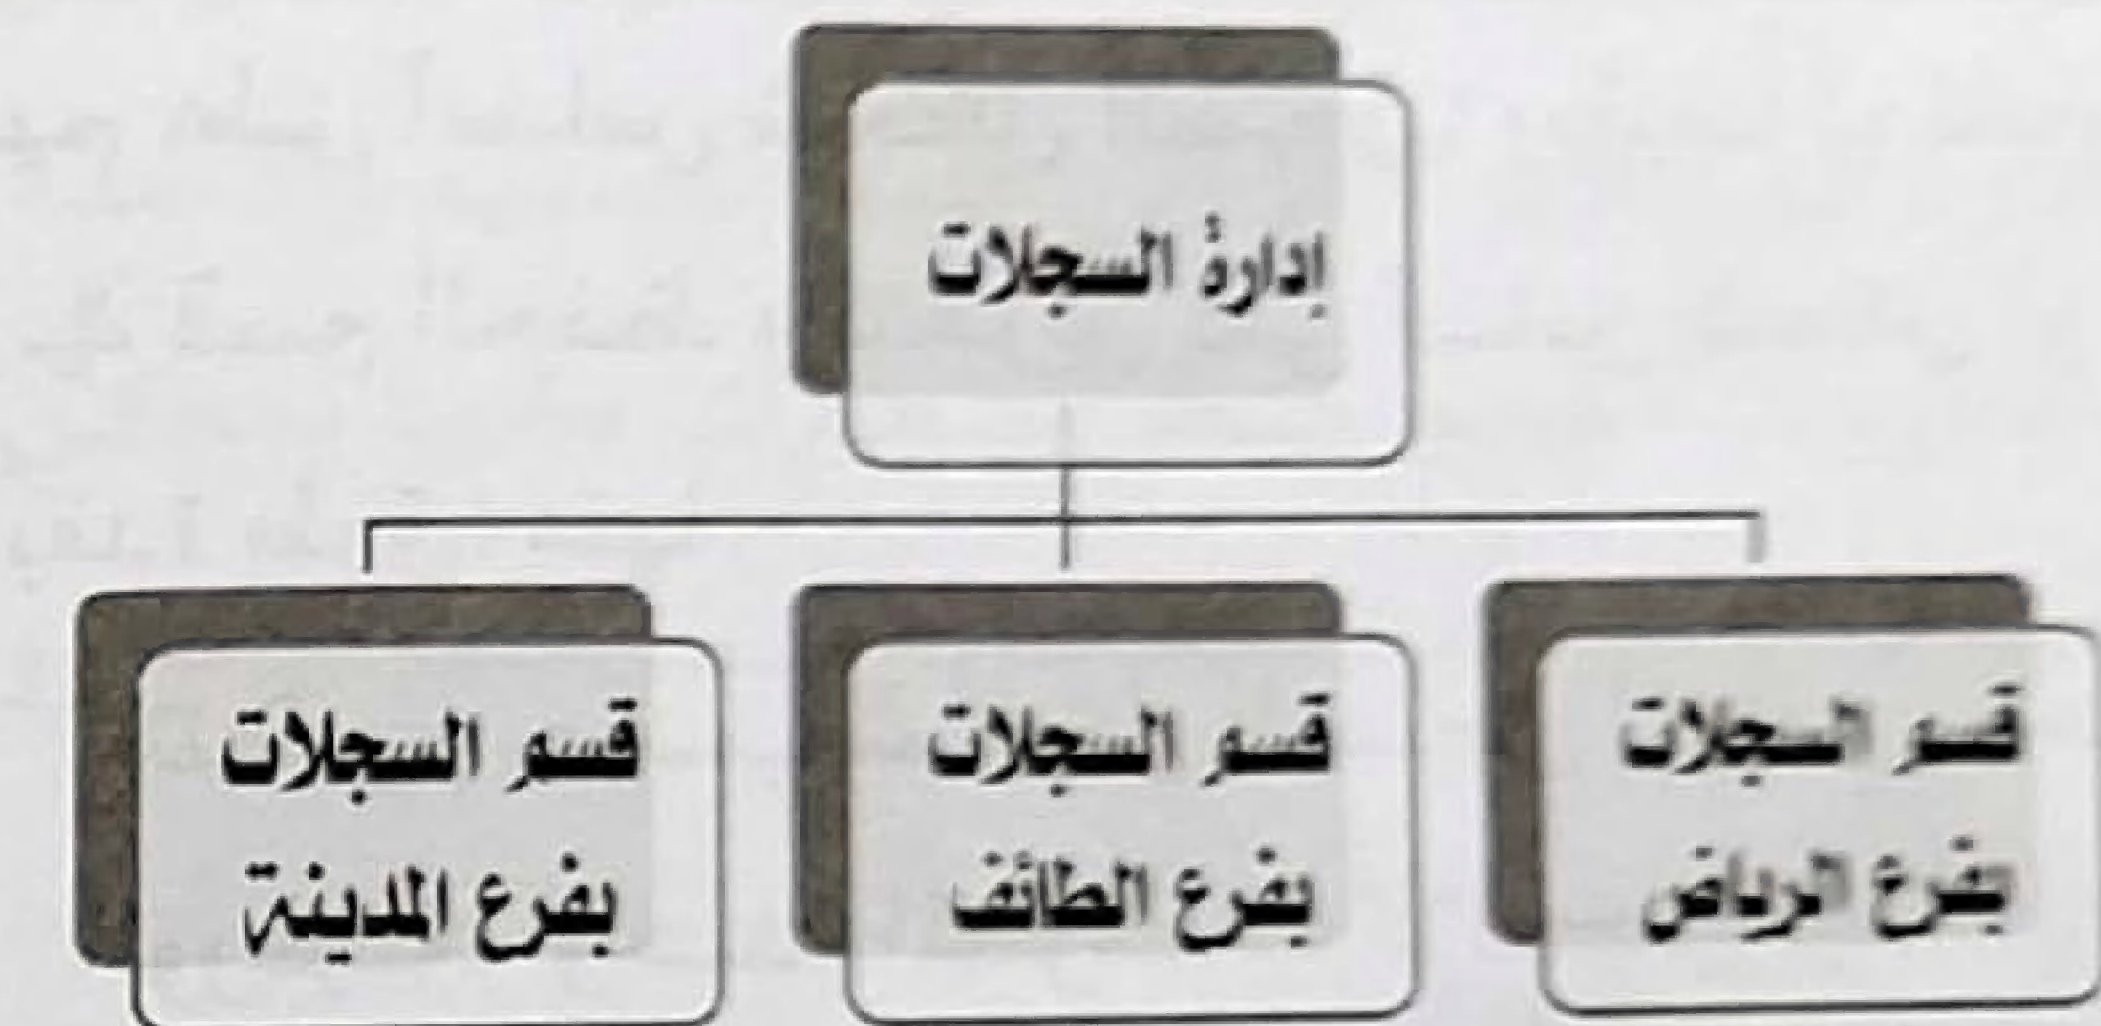 إدارة السجلات
قسم السجلات
بفرع الرياض
قسم السجلات
بفرع الطائف
قسم السجلات
بفرع المدينة